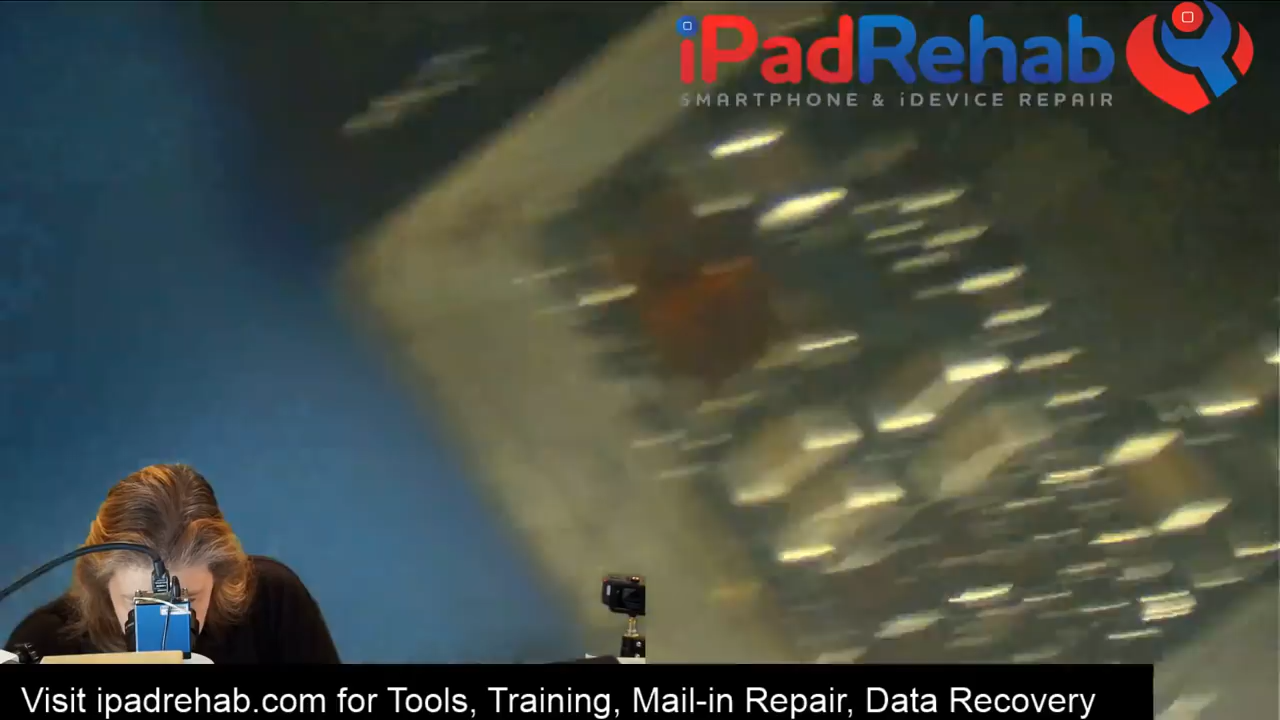 iPadRehab
SMARTPHONE & iDEVICE REPAIR
Visit ipadrehab.com for Tools, Training, Mail-in Repair, Data Recovery